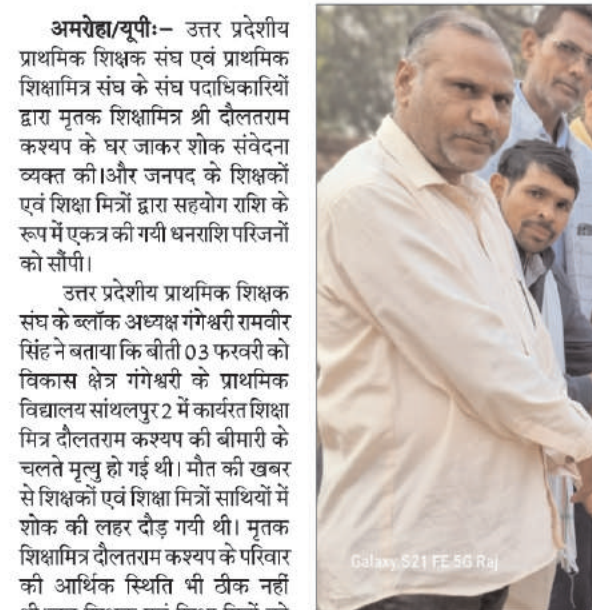 अमरोहा/यूपीः– उत्तर प्रदेशीय
प्राथमिक शिक्षक संघ एवं प्राथमिक
शिक्षामित्र संघ के संघ पदाधिकारियों
द्वारा मृतक शिक्षामित्र श्री दौलतराम
कश्यप के घर जाकर शोक संवेदना
व्यक्त की।और जनपद के शिक्षकों
एवं शिक्षा मित्रों द्वारा सहयोग राशि के
रूप में एकत्र की गयी धनराशि परिजनों
को सौंपी।
उत्तर प्रदेशीय प्राथमिक शिक्षक
संघ के ब्लॉक अध्यक्ष गंगेश्वरी रामवीर
सिंह ने बताया कि बीती 03 फरवरी को
विकास क्षेत्र गंगेश्वरी के प्राथमिक
विद्यालय सांथलपुर 2 में कार्यरत शिक्षा
मित्र दौलतराम कश्यप की बीमारी के
चलते मृत्यु हो गई थी। मौत की खबर
से शिक्षकों एवं शिक्षा मित्रों साथियों में
शोक की लहर दौड़ गयी थी। मृतक
शिक्षामित्र दौलतराम कश्यप के परिवार
की आर्थिक स्थिति भी ठीक नहीं
Galaxy S21 FE 5G Raj